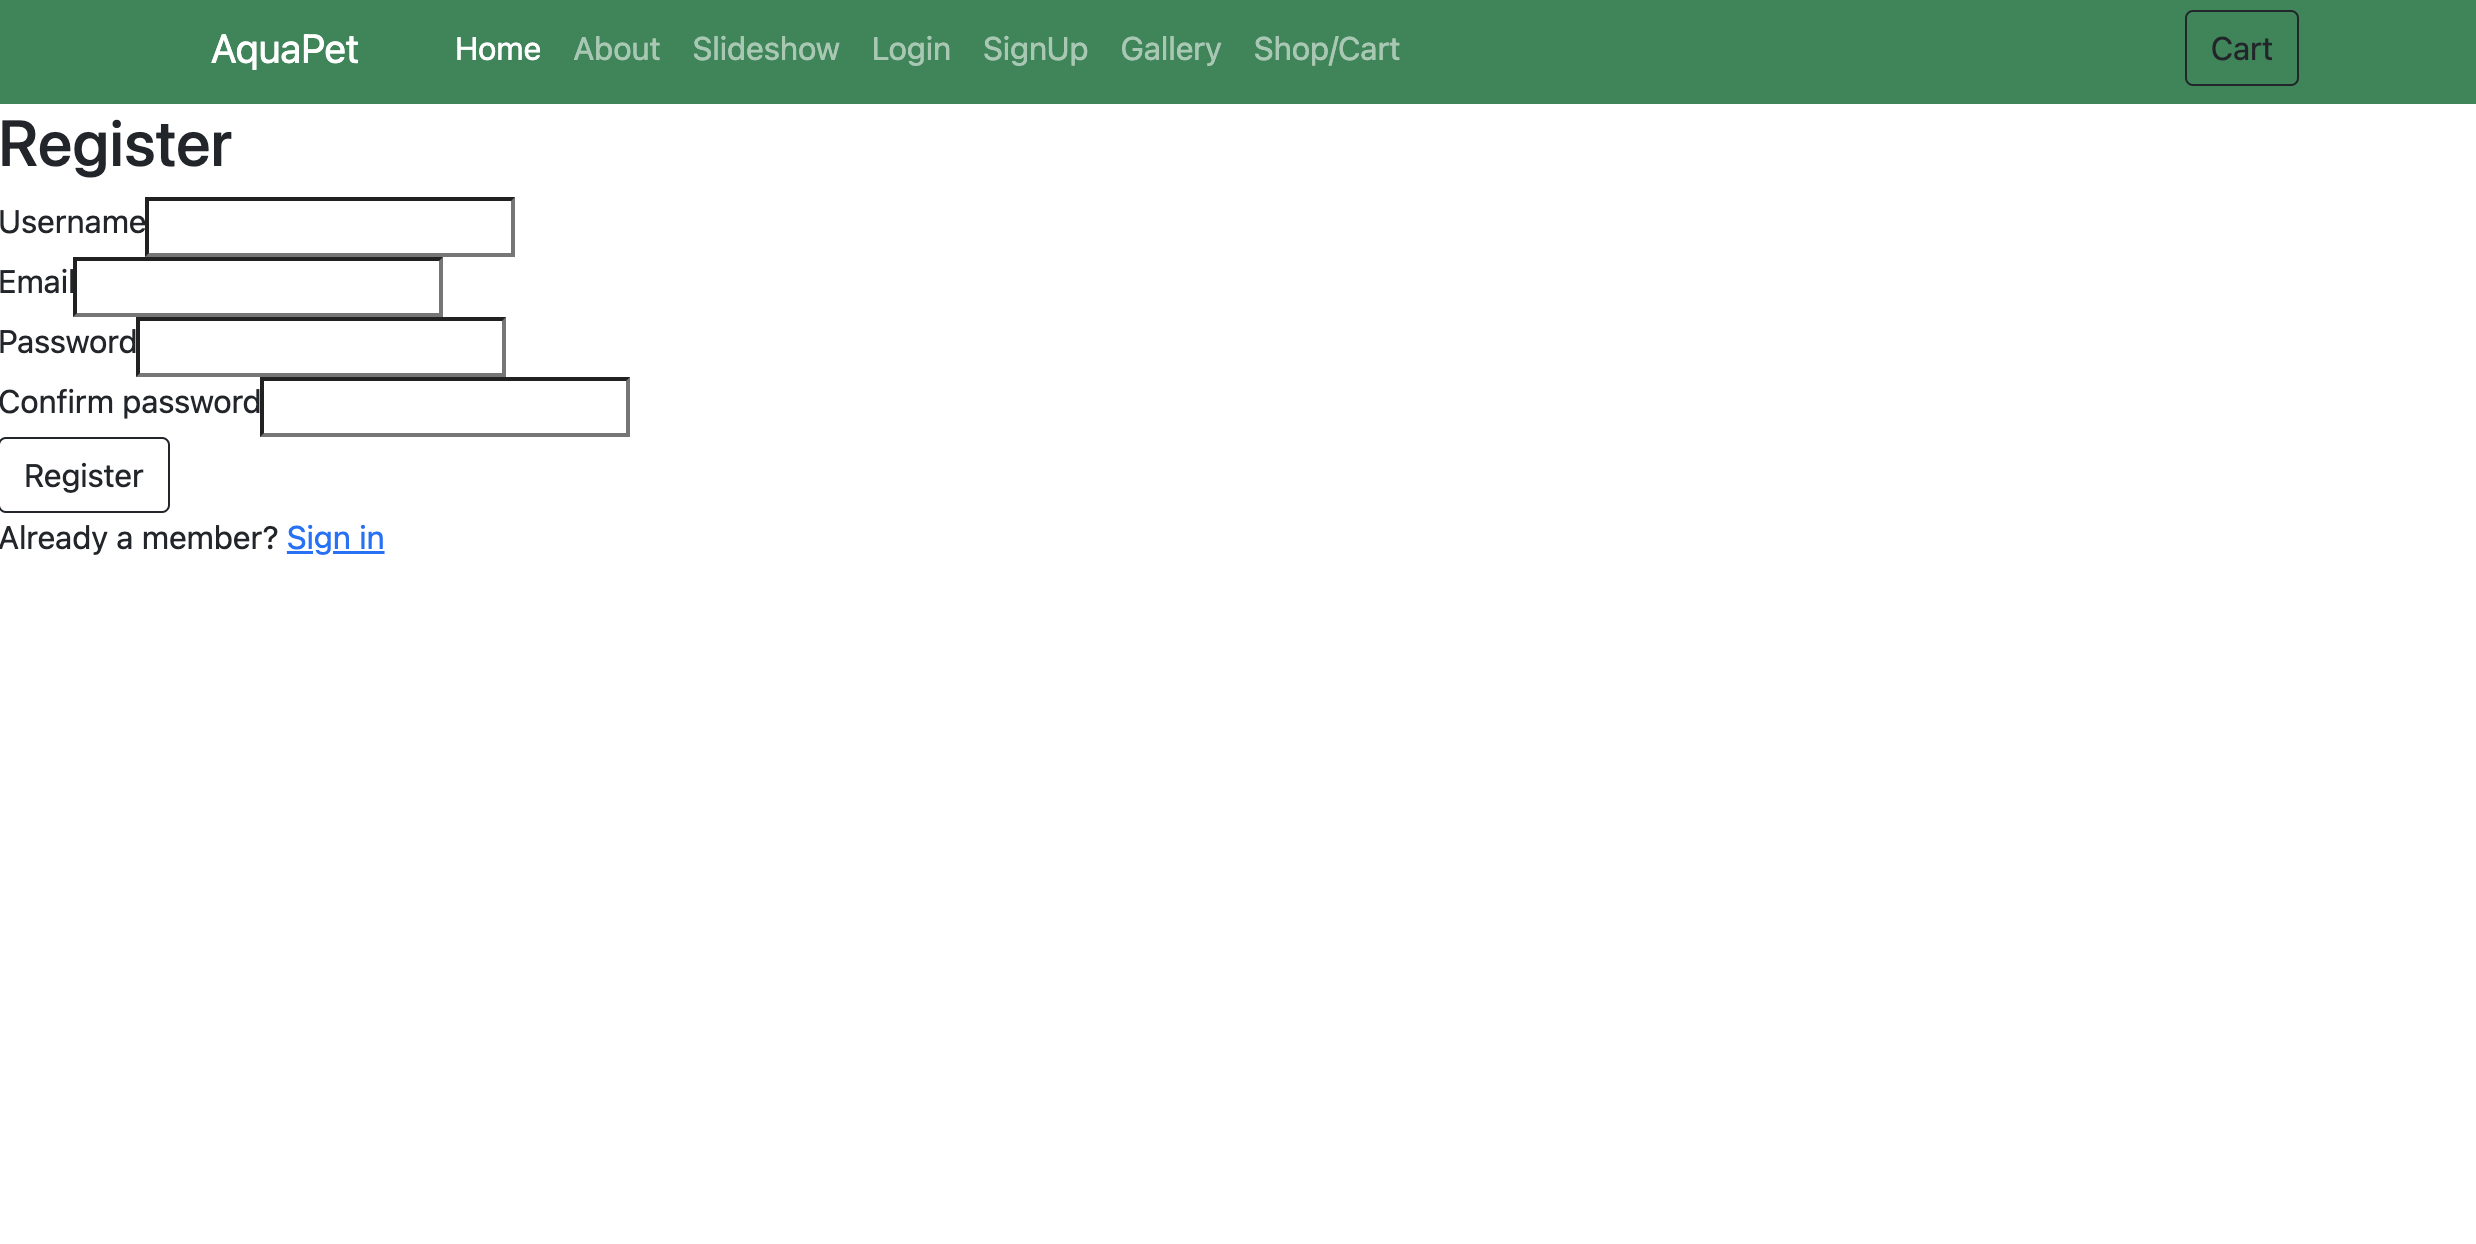 AquaPet Home About Slideshow Login SignUp Gallery Shop/Cart Cart
Register
Username
Email
Password
Confirm password
Register
Already a member? Sign in